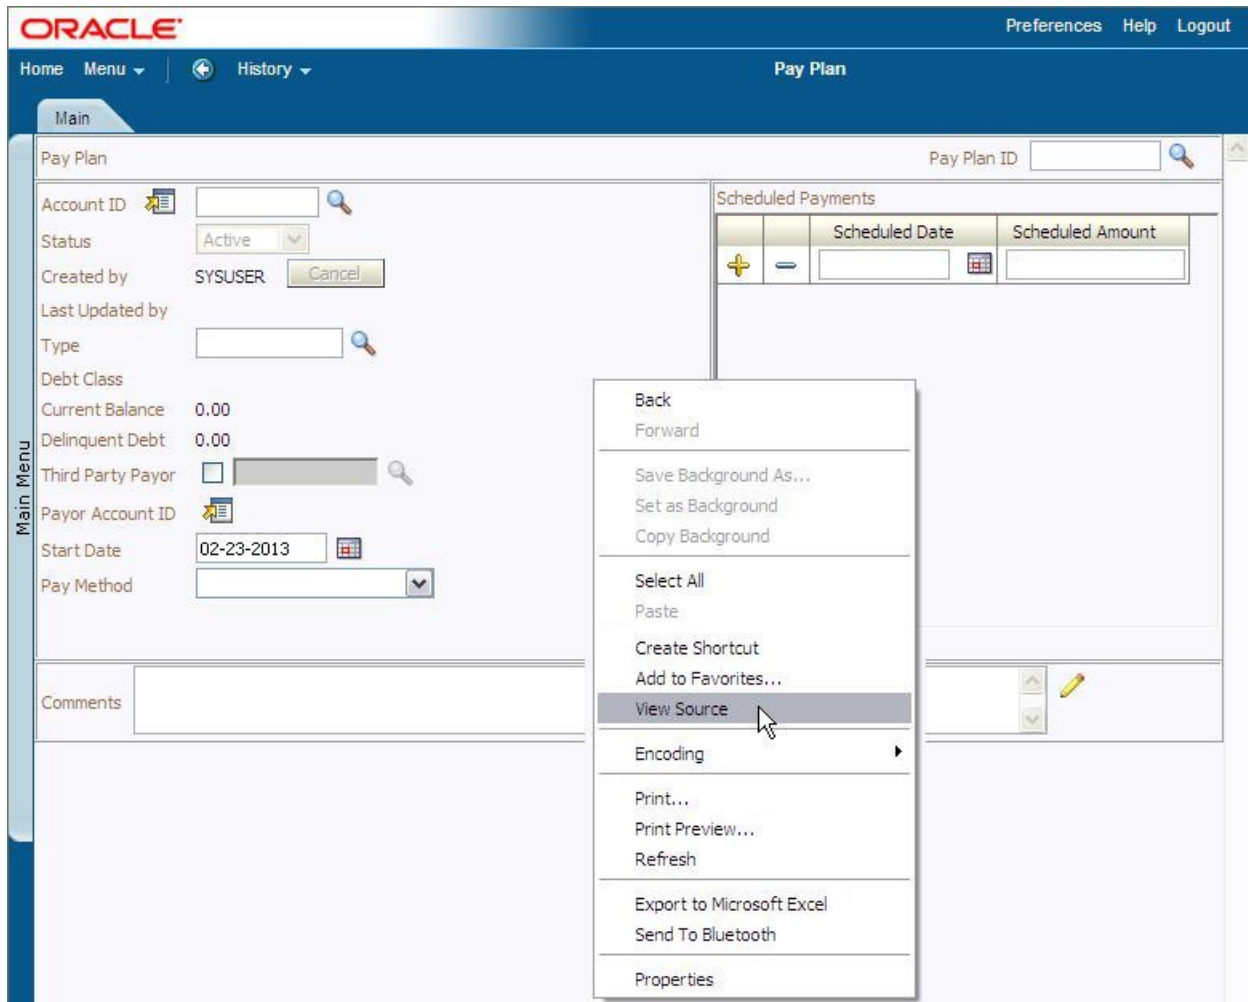 ORACLE
Preferences Help Logout
Home Menu History Pay Plan
Main
Main Menu
Pay Plan Pay Plan ID
Account ID
Status Active
Created by SYSUSER Cancel
Last Updated by
Type
Debt Class
Current Balance 0.00
Delinquent Debt 0.00
Third Party Payor
Payor Account ID
Start Date 02-23-2013
Pay Method
Scheduled Payments
Scheduled Date Scheduled Amount
Comments
Back
Forward
Save Background As...
Set as Background
Copy Background
Select All
Paste
Create Shortcut
Add to Favorites...
View Source
Encoding
Print...
Print Preview...
Refresh
Export to Microsoft Excel
Send To Bluetooth
Properties